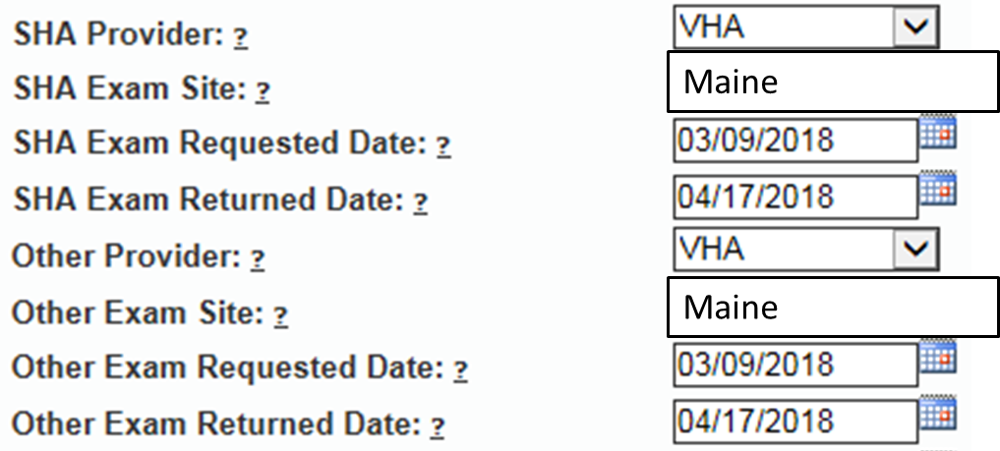 SHA Provider: ? VHA
SHA Exam Site: ? Maine
SHA Exam Requested Date: ? 03/09/2018
SHA Exam Returned Date: ? 04/17/2018
Other Provider: ? VHA
Other Exam Site: ? Maine
Other Exam Requested Date: ? 03/09/2018
Other Exam Returned Date: ? 04/17/2018